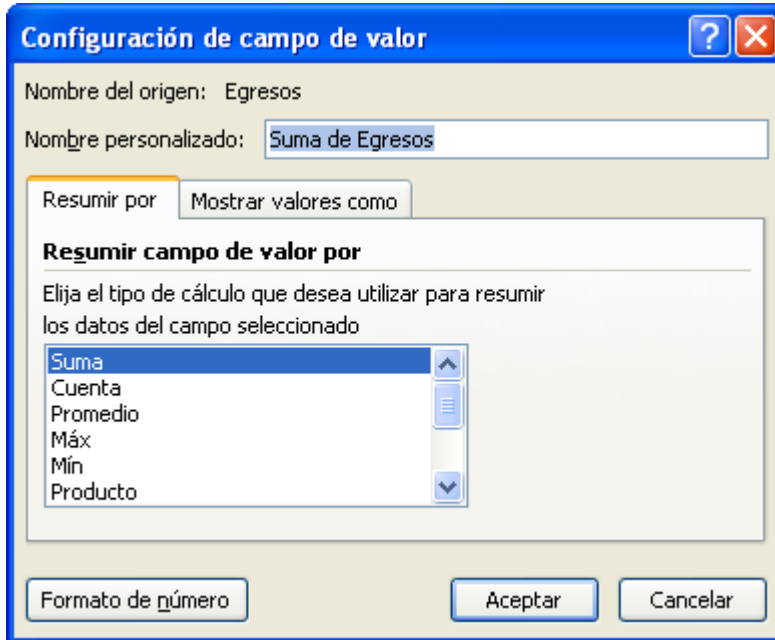 Configuración de campo de valor
Nombre del origen: Egresos
Nombre personalizado: Suma de Egresos
Resumir por Mostrar valores como
Resumir campo de valor por
Elija el tipo de cálculo que desea utilizar para resumir
los datos del campo seleccionado
Suma
Cuenta
Promedio
Máx
Mín
Producto
Formato de número Aceptar Cancelar